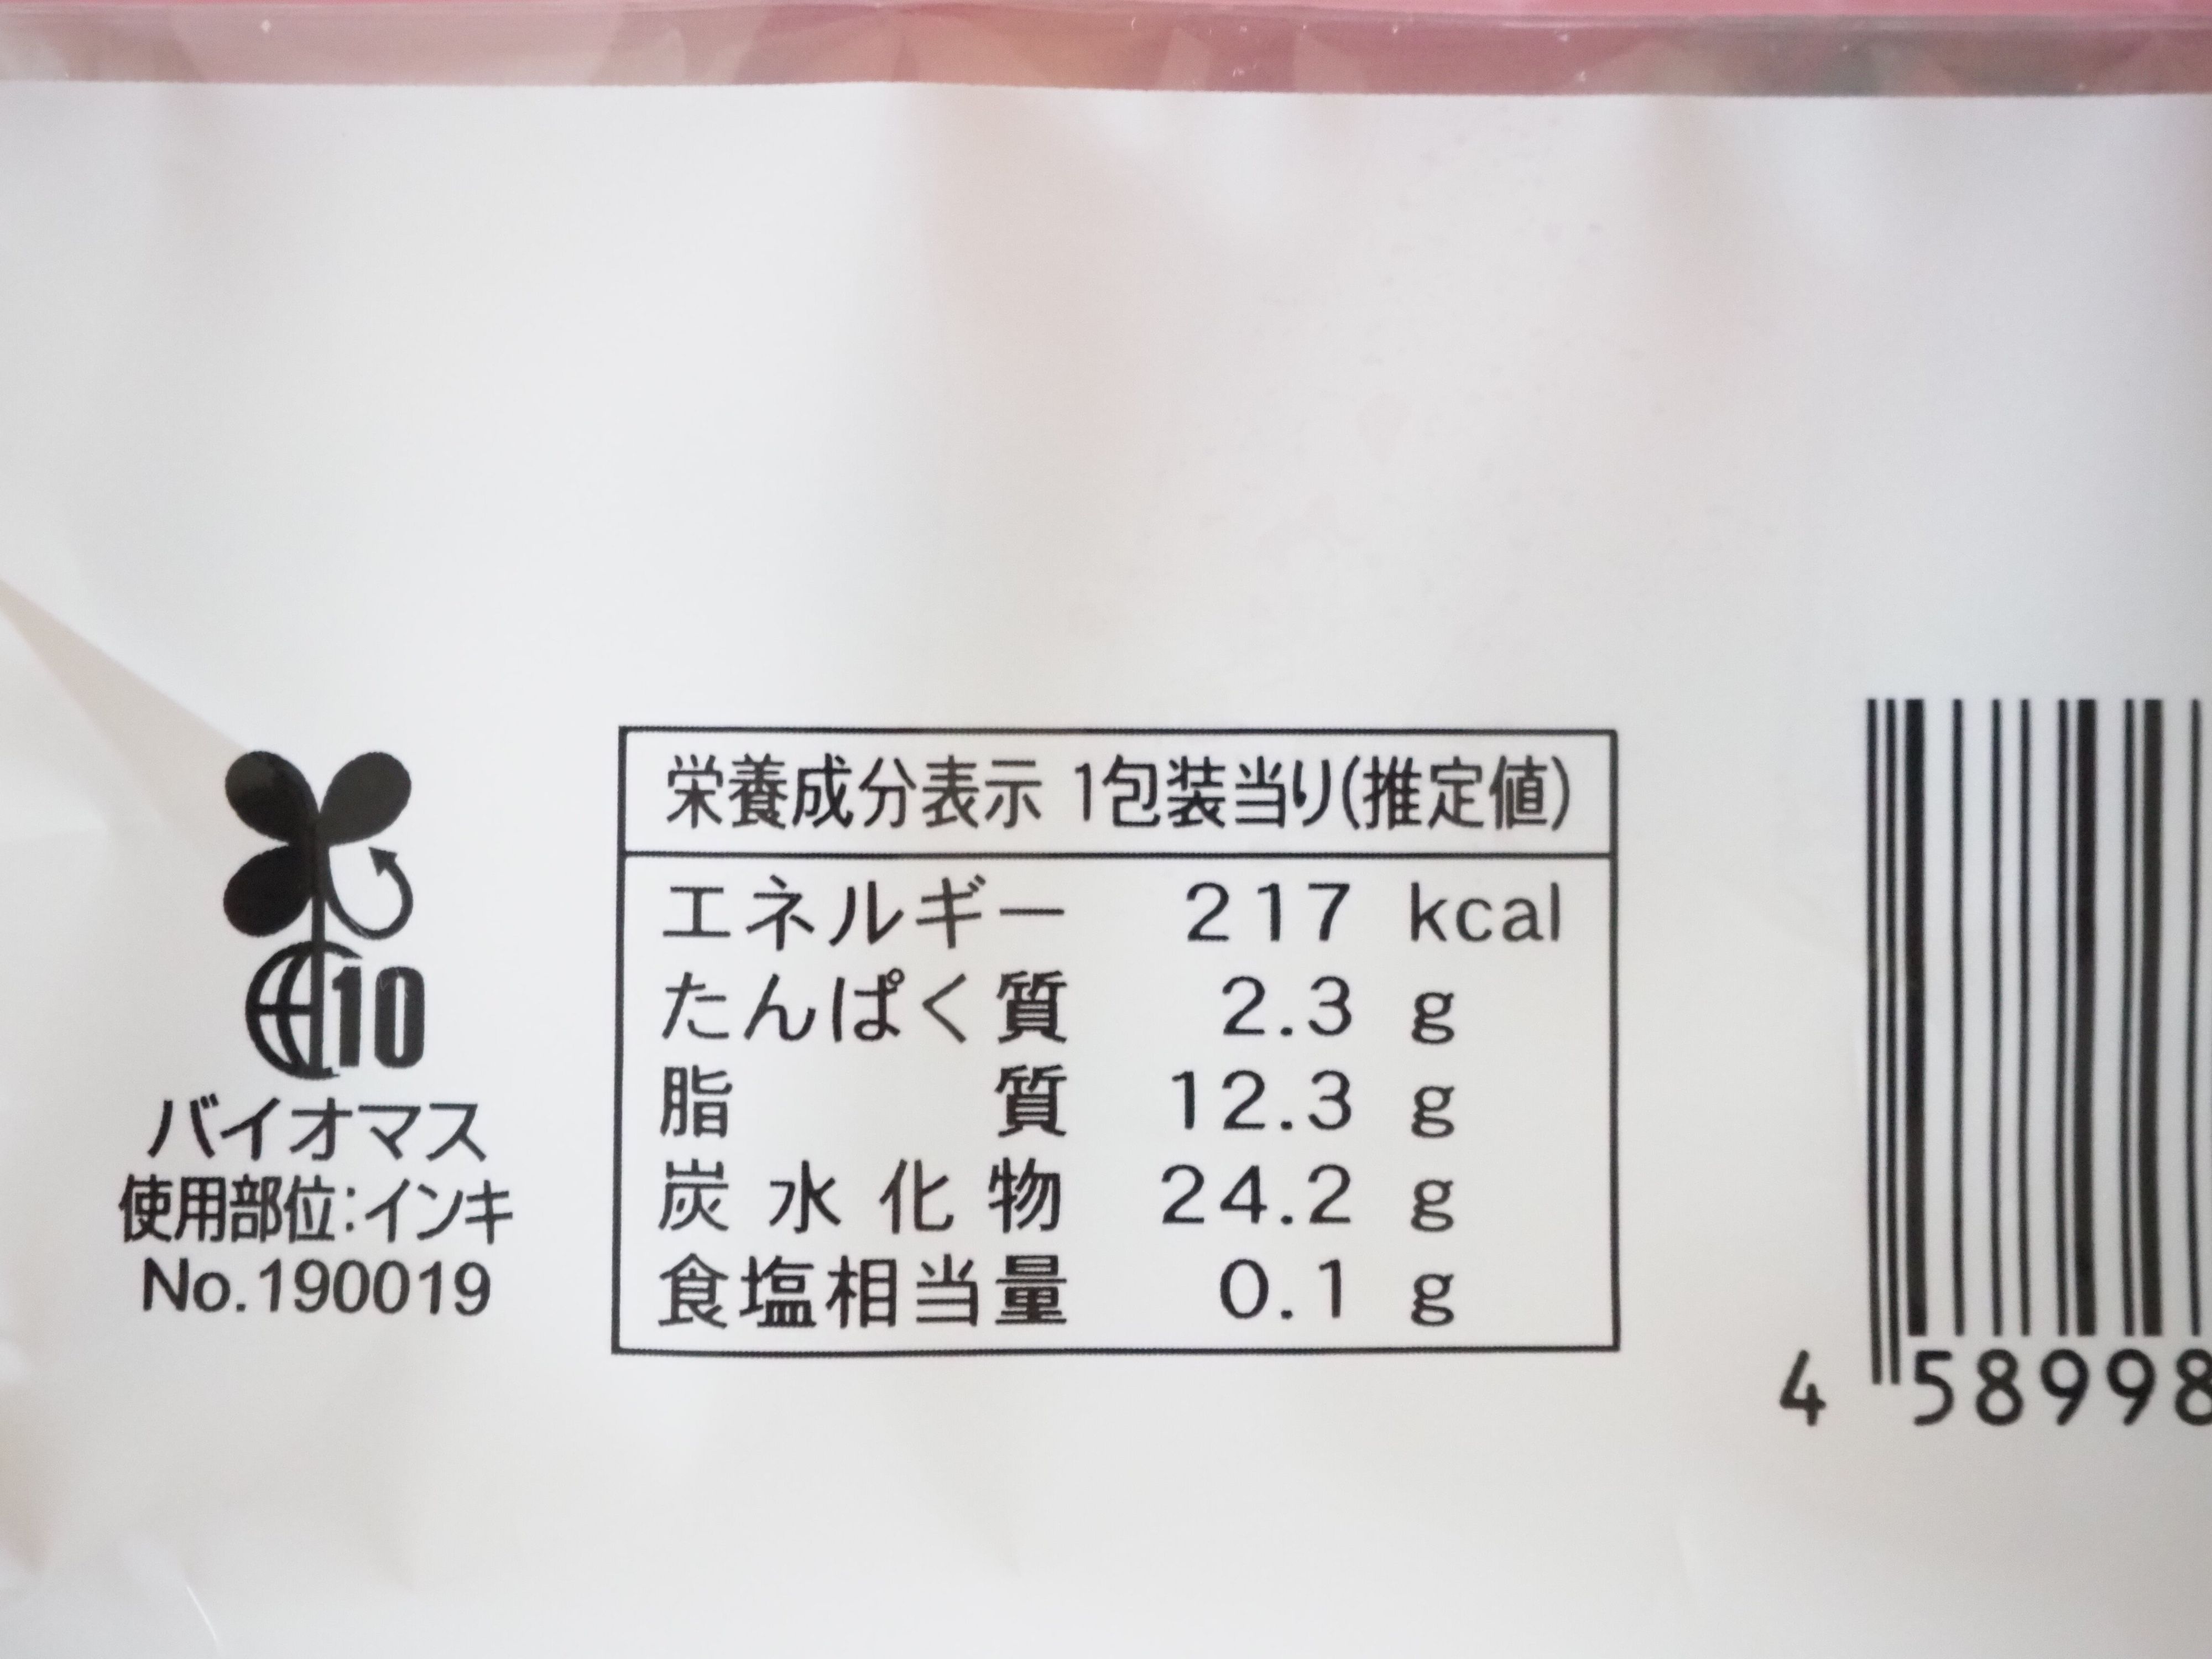 10
バイオマス
使用部位:インキ
No.190019
栄養成分表示 1包装当り(推定値)
エネルギー 217 kcal
たんぱく質 2.3 g
脂質 12.3 g
炭水化物 24.2 g
食塩相当量 0.1 g
4 58998